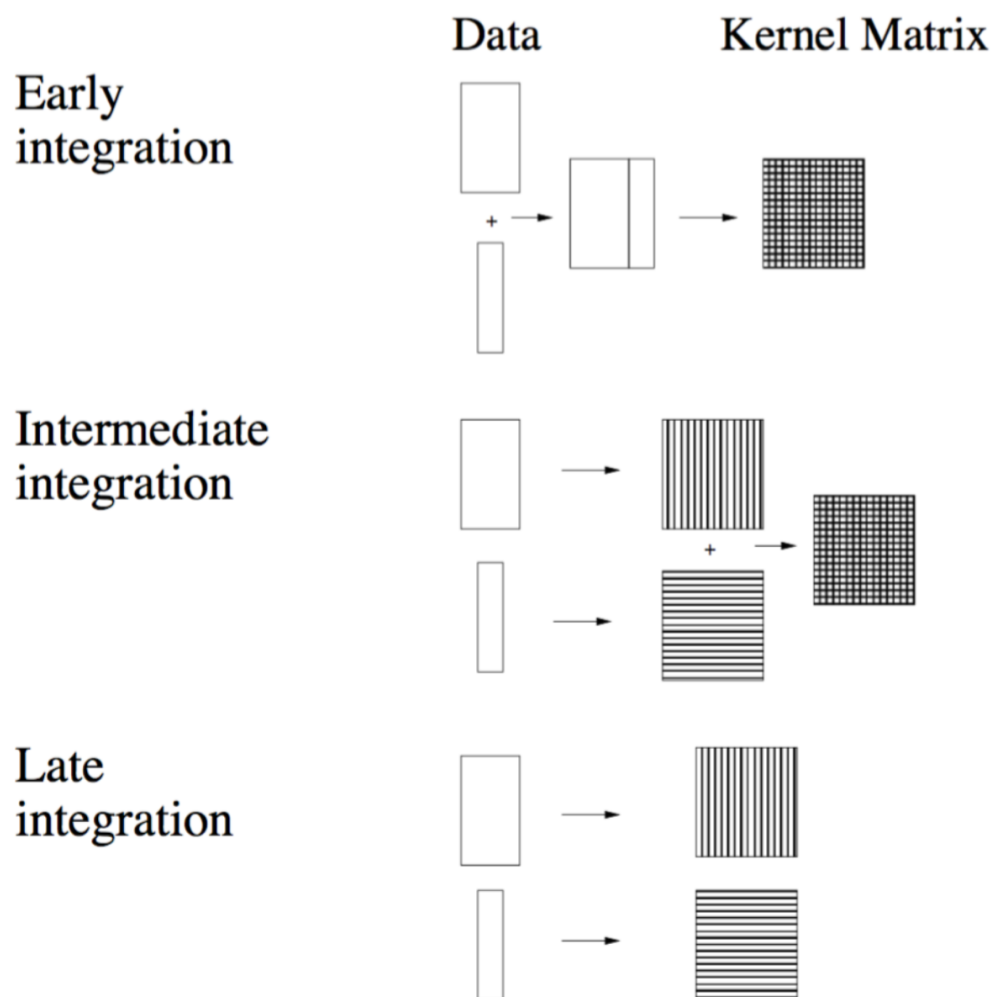 Data
Kernel Matrix
Early
integration
+
Intermediate
integration
+
Late
integration